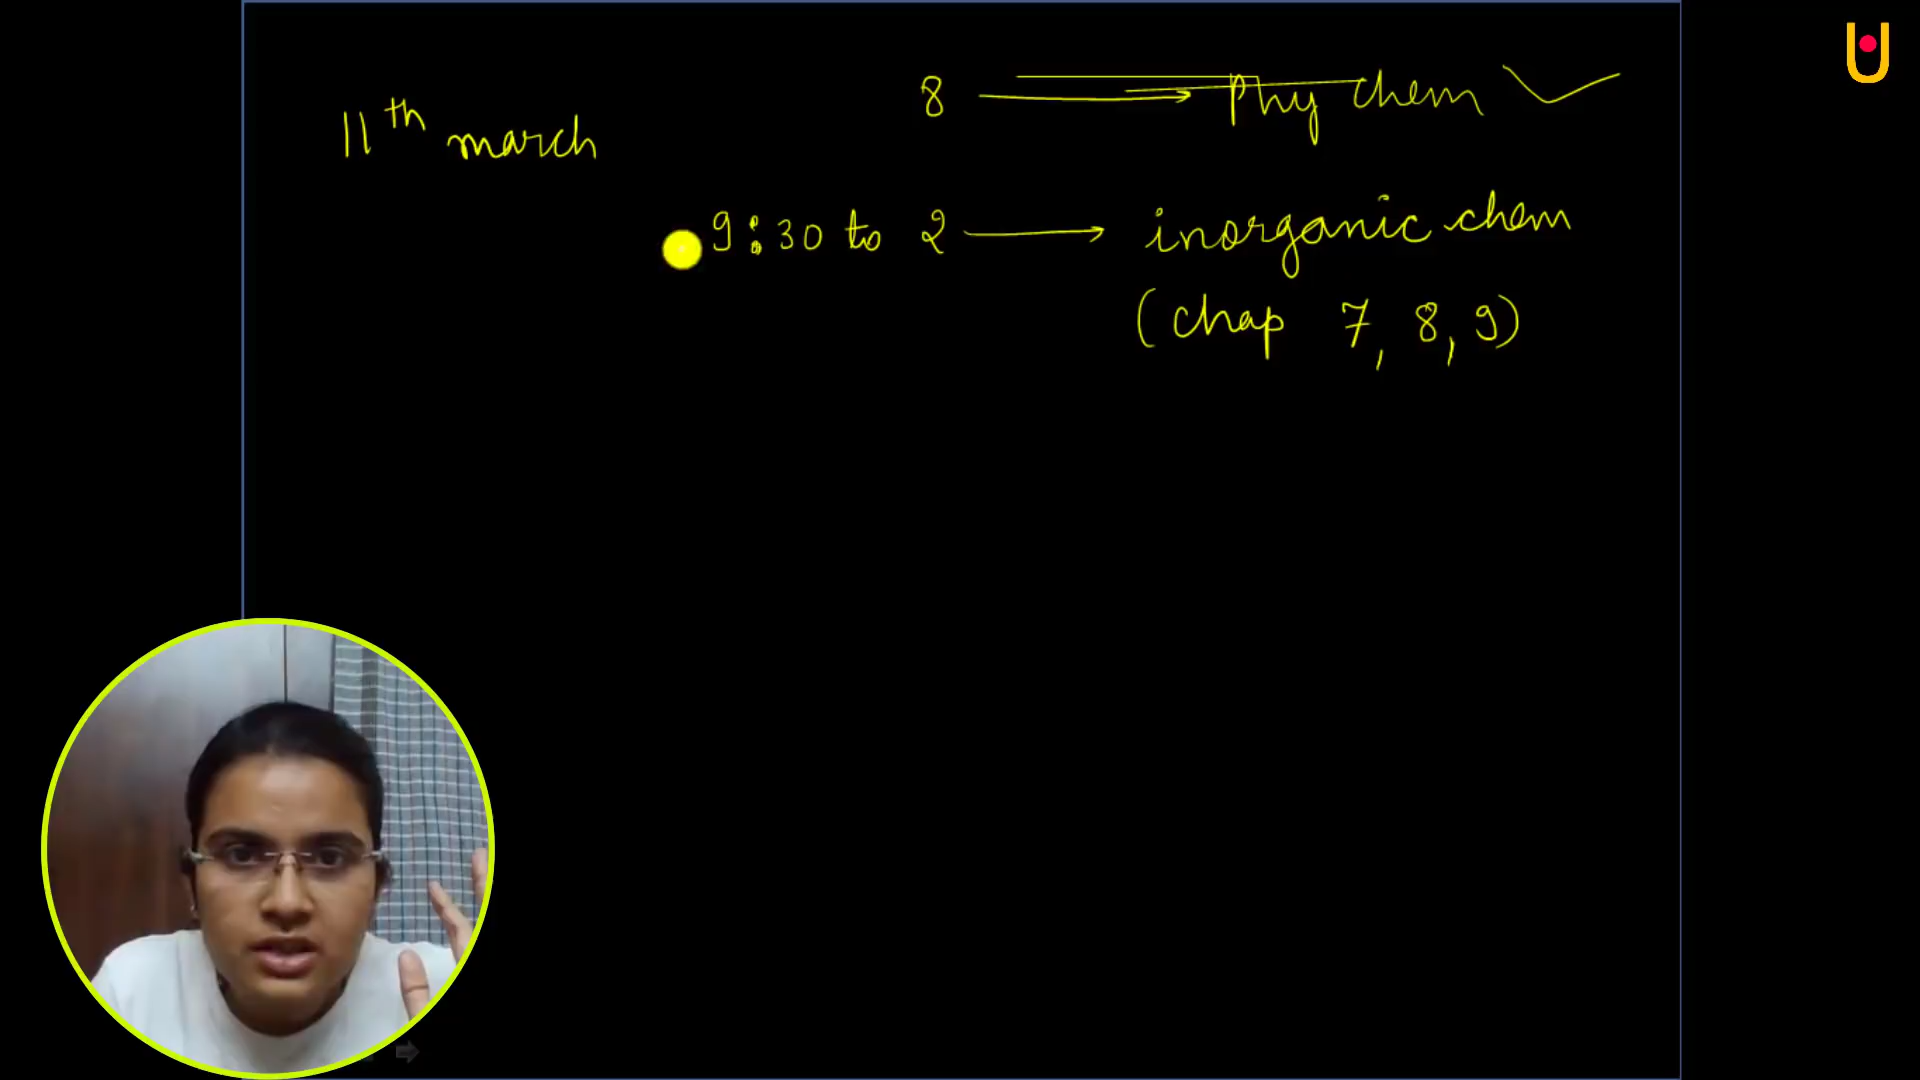 8 → Phy chem ✓
11th march
9:30 to 2 → inorganic chem
(chap 7, 8, 9)